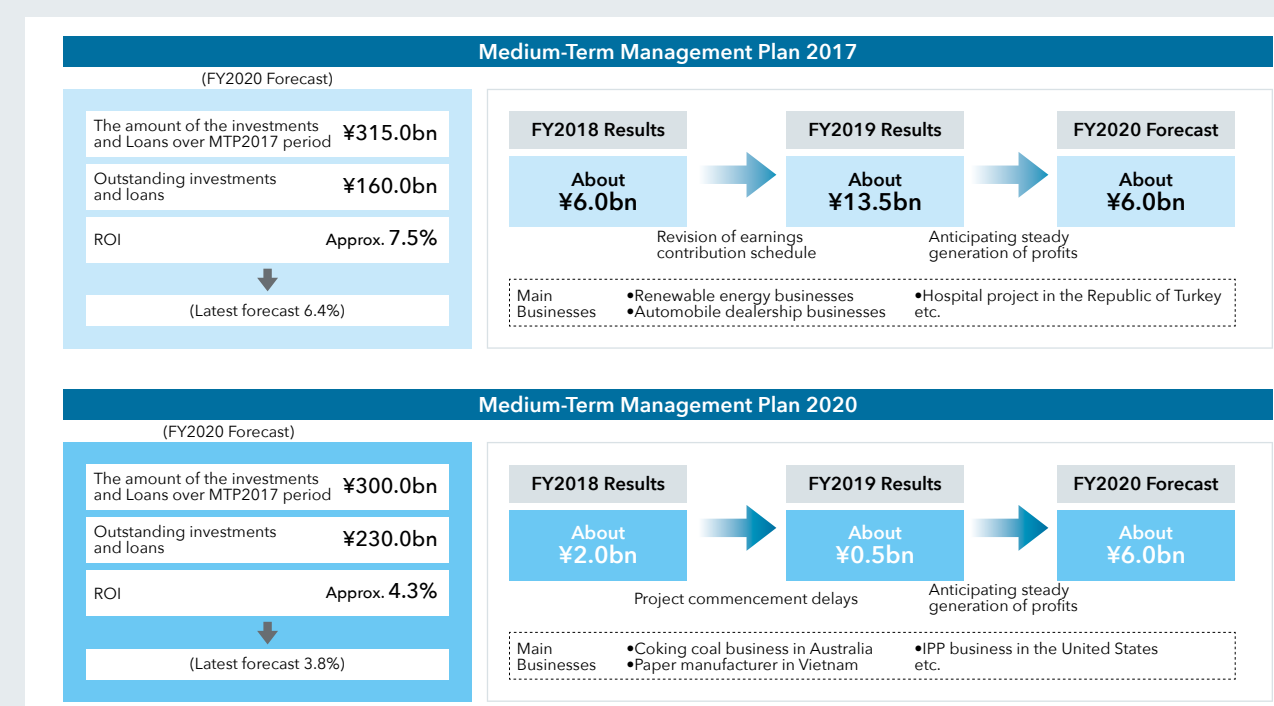 Medium-Term Management Plan 2017
(FY2020 Forecast)
The amount of the investments
and Loans over MTP2017 period
¥315.0bn
Outstanding investments
and loans
¥160.0bn
ROI
Approx. 7.5%
(Latest forecast 6.4%)
FY2018 Results
About
¥6.0bn
FY2019 Results
About
¥13.5bn
FY2020 Forecast
About
¥6.0bn
Revision of earnings
contribution schedule
Anticipating steady
generation of profits
Main
Businesses
•Renewable energy businesses
•Automobile dealership businesses
•Hospital project in the Republic of Turkey
etc.
Medium-Term Management Plan 2020
(FY2020 Forecast)
The amount of the investments
and Loans over MTP2017 period
¥300.0bn
Outstanding investments
and loans
¥230.0bn
ROI
Approx. 4.3%
(Latest forecast 3.8%)
FY2018 Results
About
¥2.0bn
FY2019 Results
About
¥0.5bn
FY2020 Forecast
About
¥6.0bn
Project commencement delays
Anticipating steady
generation of profits
Main
Businesses
•Coking coal business in Australia
•Paper manufacturer in Vietnam
•IPP business in the United States
etc.